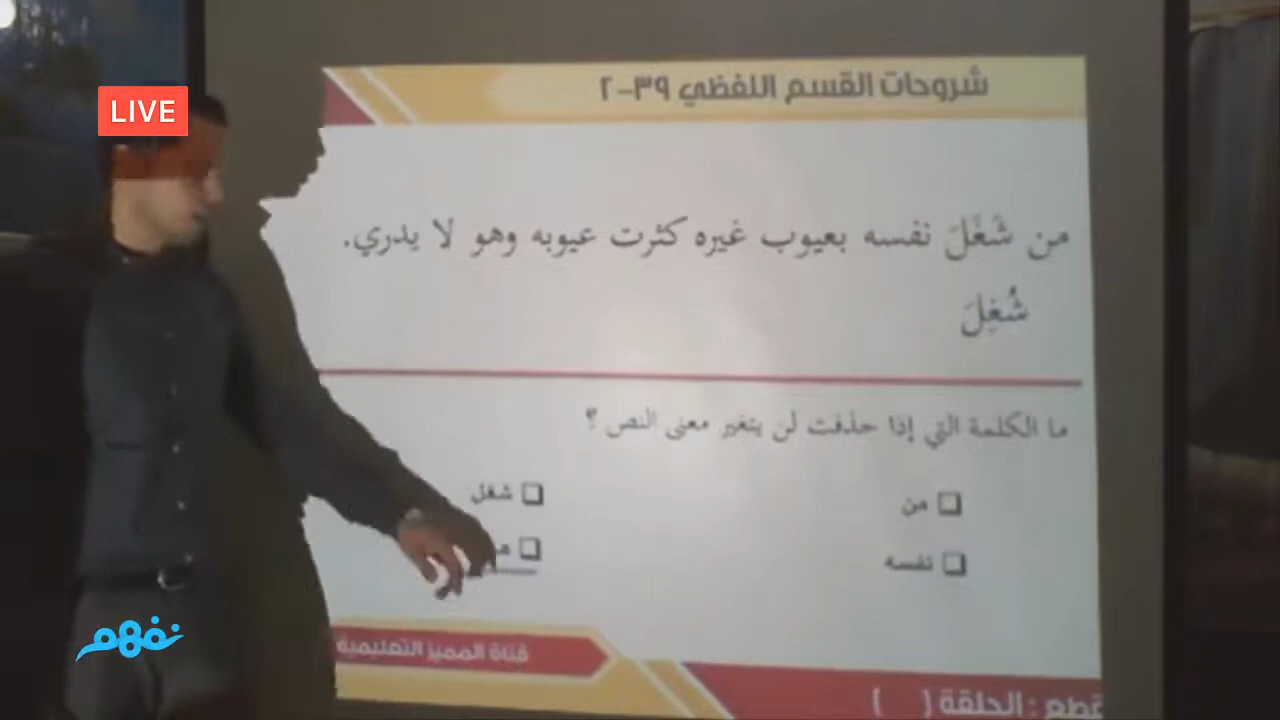 LIVE
شروحات القسم اللفظي ٣٩-٢
من شَغَلَ نفسه بعيوب غيره كثرت عيوبه وهو لا يدري.
شُغِلَ
ما الكلمة التي إذا حذفت لن يتغير معنى النص ؟
من
شغل
نفسه
قناة المميز التعليمية
قطع : الحلقة ( )
نفهم